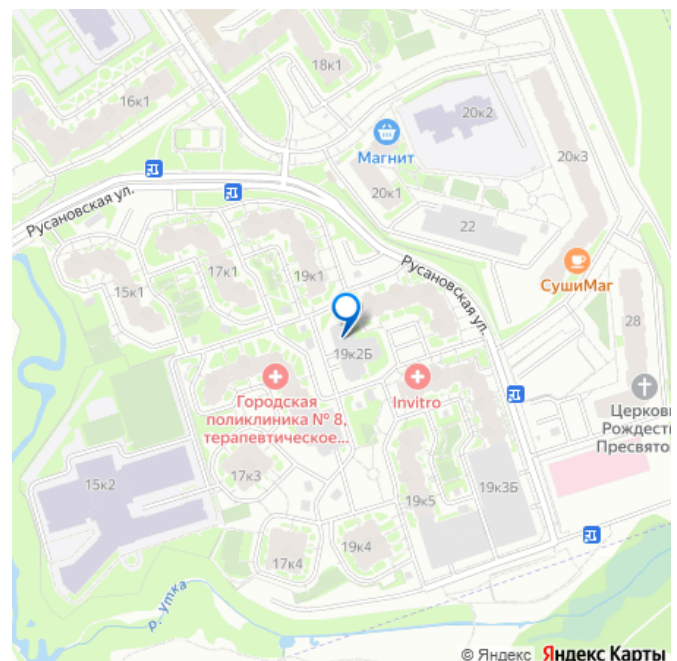 18к1
16к1
20к2
Магнит
20к3
20к1
Русановская ул.
22
17к1
19к1
Русановская ул.
СушиМаг
15к1
28
19к2Б
Городская
поликлиника № 8,
терапевтическое...
Invitro
Церковь
Рождест
Пресвято
17к3
15к2
19к5
19к3Б
19к4
17к4
р. Утка
© Яндекс Яндекс Карты